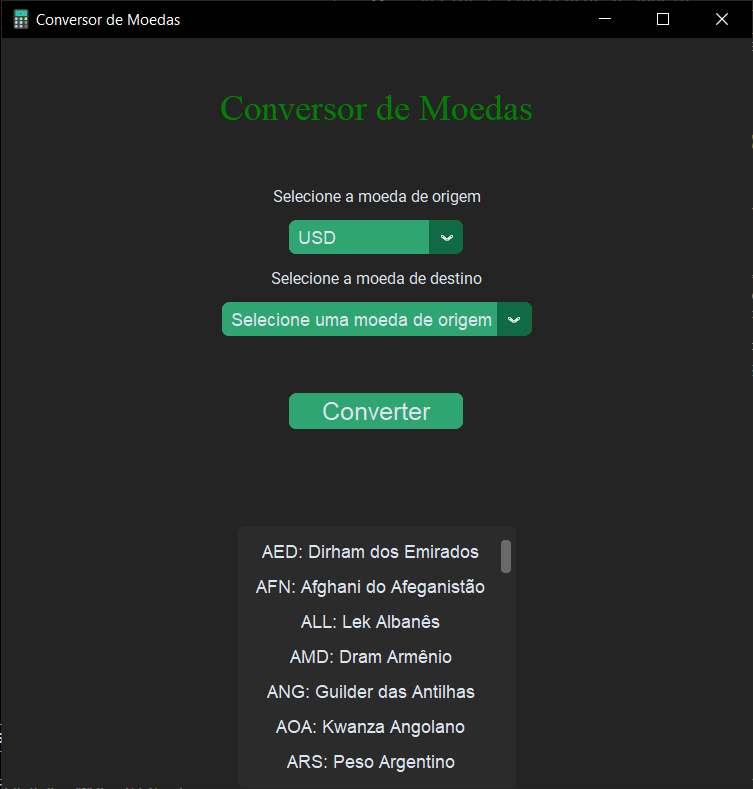 Conversor de Moedas
Conversor de Moedas
Selecione a moeda de origem
USD
Selecione a moeda de destino
Selecione uma moeda de origem
Converter
AED: Dirham dos Emirados
AFN: Afghani do Afeganistão
ALL: Lek Albanês
AMD: Dram Armênio
ANG: Guilder das Antilhas
AOA: Kwanza Angolano
ARS: Peso Argentino